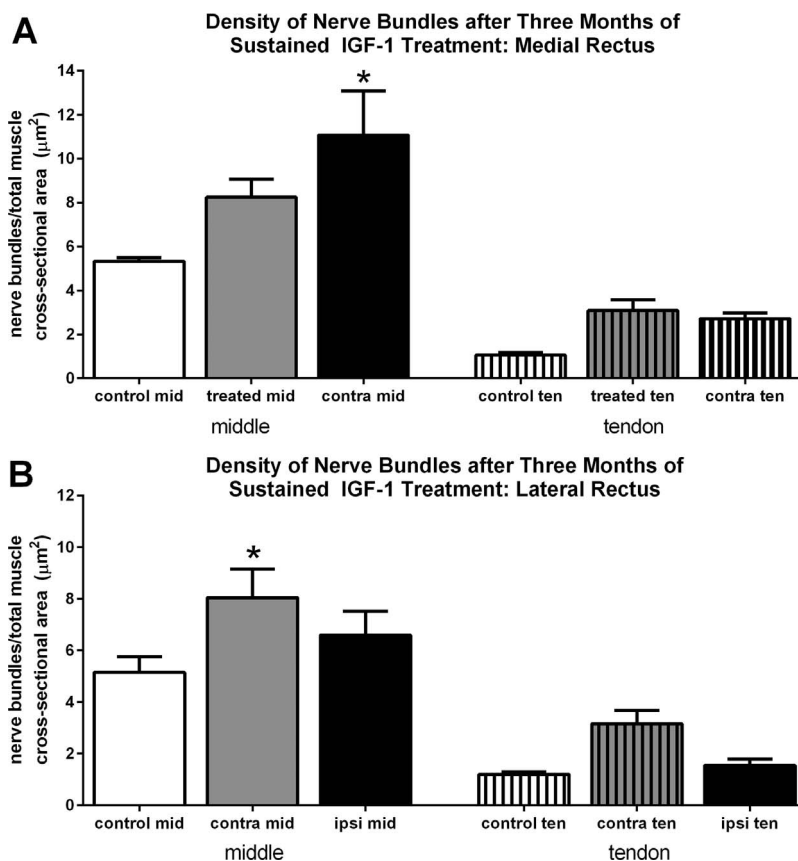 A
Density of Nerve Bundles after Three Months of
Sustained IGF-1 Treatment: Medial Rectus
nerve bundles/total muscle
cross-sectional area (μm²)
14
12
10
8
6
4
2
0
*
control mid treated mid contra mid control ten treated ten contra ten
middle tendon
B
Density of Nerve Bundles after Three Months of
Sustained IGF-1 Treatment: Lateral Rectus
nerve bundles/total muscle
cross-sectional area (μm²)
12
10
8
6
4
2
0
*
control mid contra mid ipsi mid control ten contra ten ipsi ten
middle tendon